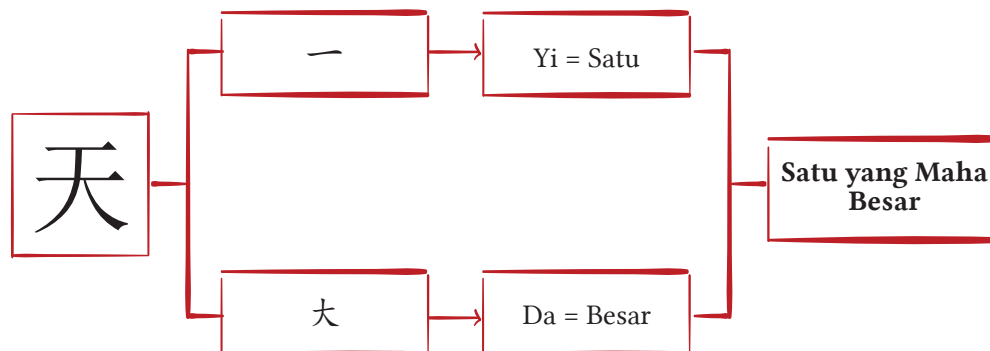 天
一
Yi = Satu
大
Da = Besar
Satu yang Maha
Besar